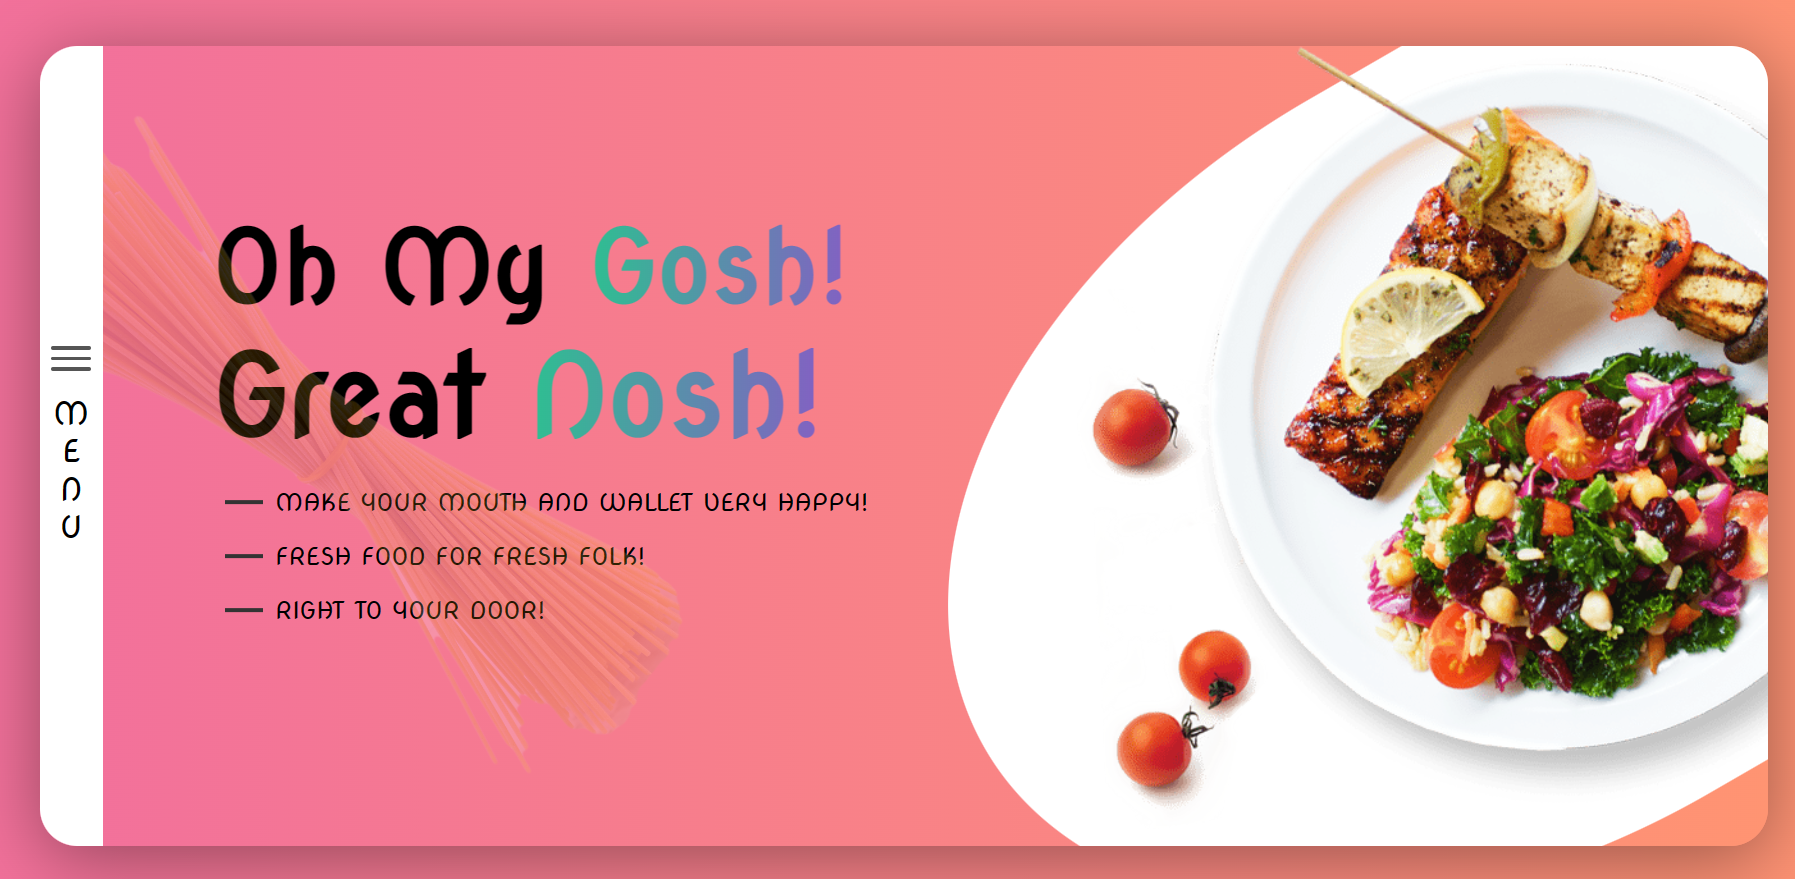 MENU
Oh My Gosh!
Great Nosh!
MAKE YOUR MOUTH AND WALLET VERY HAPPY!
FRESH FOOD FOR FRESH FOLK!
RIGHT TO YOUR DOOR!